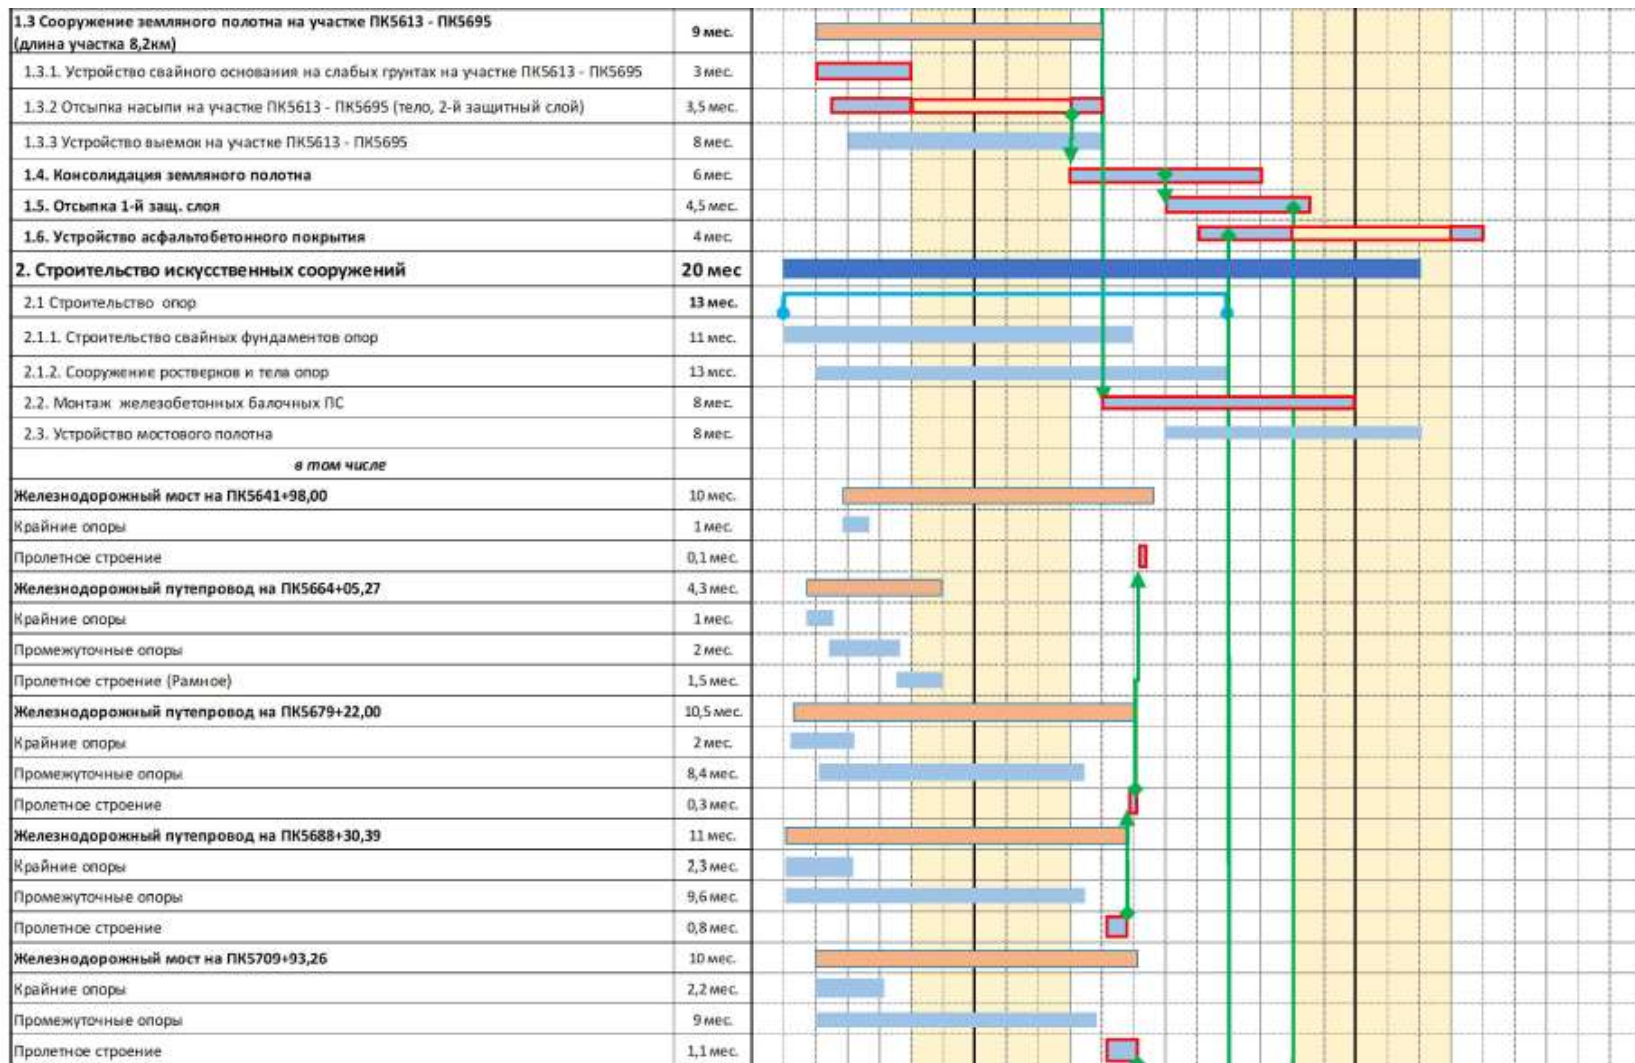 1.3 Сооружение земляного полотна на участке ПК5613 - ПК5695
(длина участка 8,2км) 9 мес.
1.3.1. Устройство свайного основания на слабых грунтах на участке ПК5613 - ПК5695 3 мес.
1.3.2 Отсыпка насыпи на участке ПК5613 - ПК5695 (тело, 2-й защитный слой) 3,5 мес.
1.3.3 Устройство выемок на участке ПК5613 - ПК5695 8 мес.
1.4. Консолидация земляного полотна 6 мес.
1.5. Отсыпка 1-й защ. слоя 4,5 мес.
1.6. Устройство асфальтобетонного покрытия 4 мес.
2. Строительство искусственных сооружений 20 мес
2.1 Строительство опор 13 мес.
2.1.1. Строительство свайных фундаментов опор 11 мес.
2.1.2. Сооружение ростверков и тела опор 13 мес.
2.2. Монтаж железобетонных балочных ПС 8 мес.
2.3. Устройство мостового полотна 8 мес.
в том числе
Железнодорожный мост на ПК5641+98,00 10 мес.
Крайние опоры 1 мес.
Пролетное строение 0,1 мес.
Железнодорожный путепровод на ПК5664+05,27 4,3 мес.
Крайние опоры 1 мес.
Промежуточные опоры 2 мес.
Пролетное строение (Рамное) 1,5 мес.
Железнодорожный путепровод на ПК5679+22,00 10,5 мес.
Крайние опоры 2 мес.
Промежуточные опоры 8,4 мес.
Пролетное строение 0,3 мес.
Железнодорожный путепровод на ПК5688+30,39 11 мес.
Крайние опоры 2,3 мес.
Промежуточные опоры 9,6 мес.
Пролетное строение 0,8 мес.
Железнодорожный мост на ПК5709+93,26 10 мес.
Крайние опоры 2,2 мес.
Промежуточные опоры 9 мес.
Пролетное строение 1,1 мес.